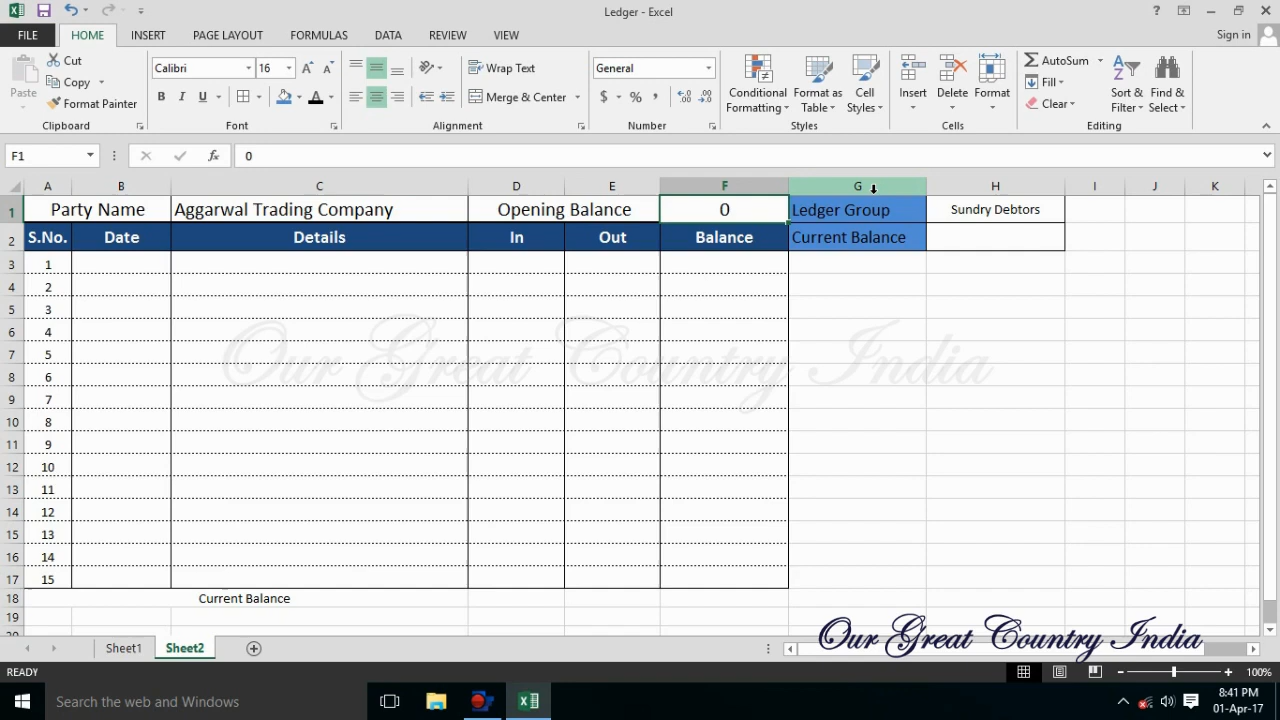 Ledger - Excel
Sign in
FILE HOME INSERT PAGE LAYOUT FORMULAS DATA REVIEW VIEW
Paste Cut Copy Format Painter
Calibri 16 B I U A
Wrap Text
Merge & Center
General
$ % ,
Conditional Formatting Format as Table Cell Styles
Insert Delete Format
AutoSum Fill Clear Sort & Filter Find & Select
Clipboard Font Alignment Number Styles Cells Editing
F1 fx 0
A B C D E F G H I J K
1 Party Name Aggarwal Trading Company Opening Balance 0 Ledger Group Sundry Debtors
2 S.No. Date Details In Out Balance Current Balance
3 1
4 2
5 3
6 4
7 5
8 6
9 7
10 8
11 9
12 10
13 11
14 12
15 13
16 14
17 15
Our Great Country India
18 Current Balance
19
Our Great Country India
Sheet1 Sheet2
READY 100%
Search the web and Windows
8:41 PM
01-Apr-17